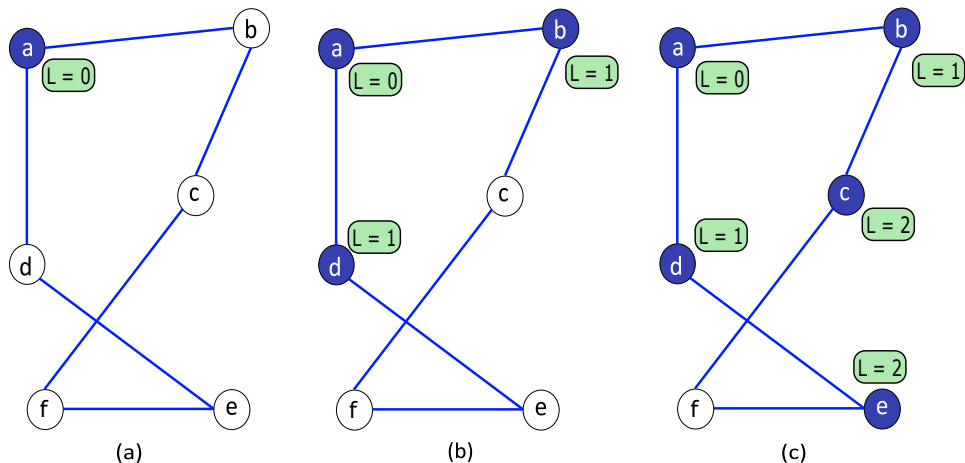 a
b
L = 0
c
d
f
e
(a)
a
b
L = 0
L = 1
c
L = 1
d
f
e
(b)
a
b
L = 0
L = 1
c
L = 2
L = 1
d
L = 2
f
e
(c)